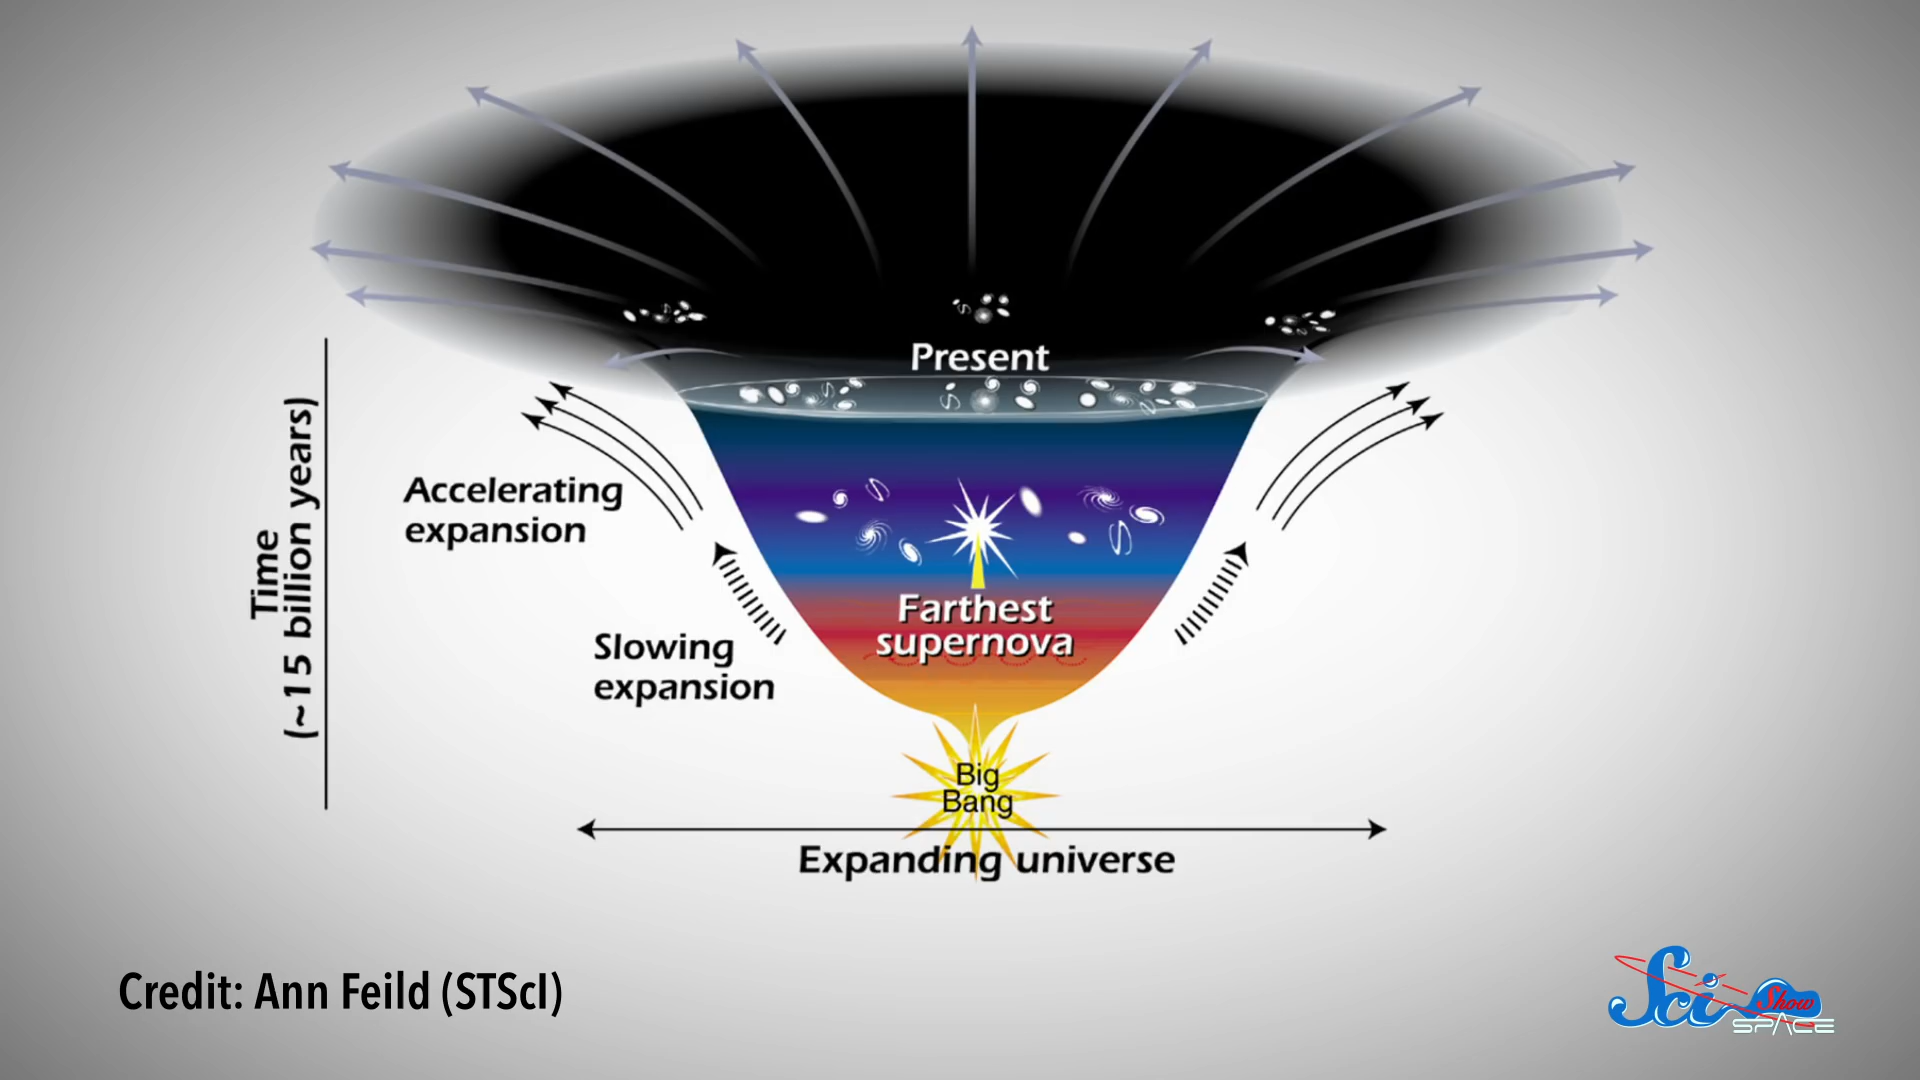 Present
Accelerating
expansion
Time
(~15 billion years)
Farthest
supernova
Slowing
expansion
Big
Bang
Expanding universe
Credit: Ann Feild (STScI)
Sci Show
SPACE